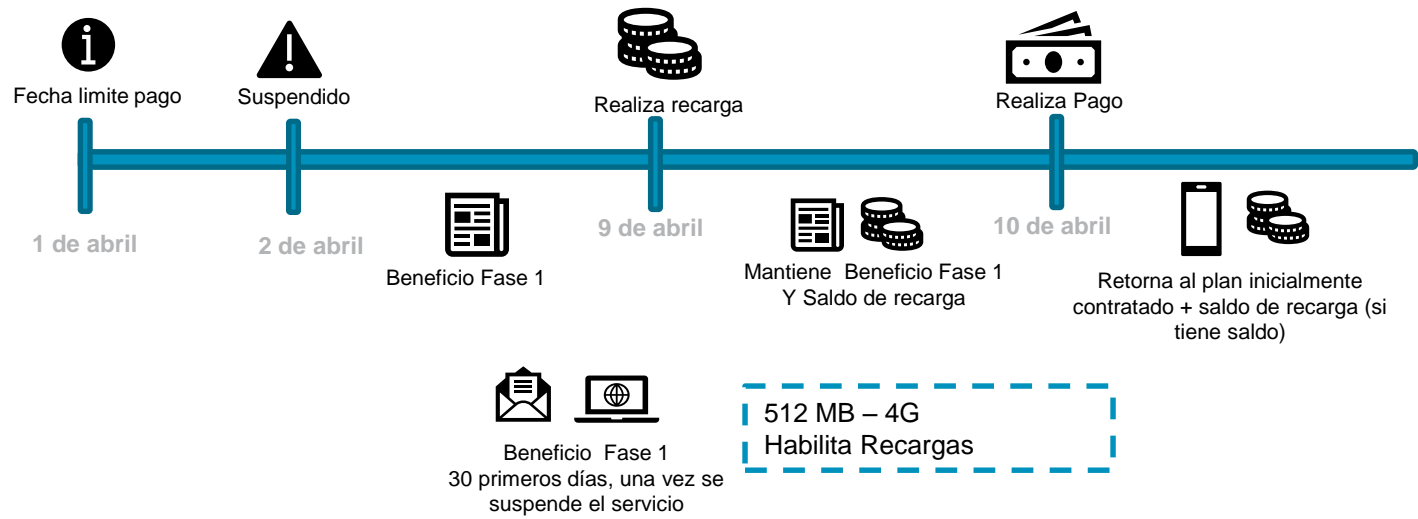 Fecha limite pago
Suspendido
Realiza recarga
Realiza Pago
1 de abril
2 de abril
9 de abril
10 de abril
Beneficio Fase 1
Mantiene Beneficio Fase 1
Y Saldo de recarga
Retorna al plan inicialmente
contratado + saldo de recarga (si
tiene saldo)
Beneficio Fase 1
30 primeros días, una vez se
suspende el servicio
512 MB – 4G
Habilita Recargas